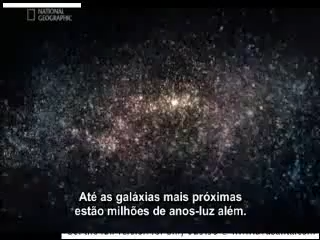 NATIONAL
GEOGRAPHIC
Até as galáxias mais próximas
estão milhões de anos-luz além.